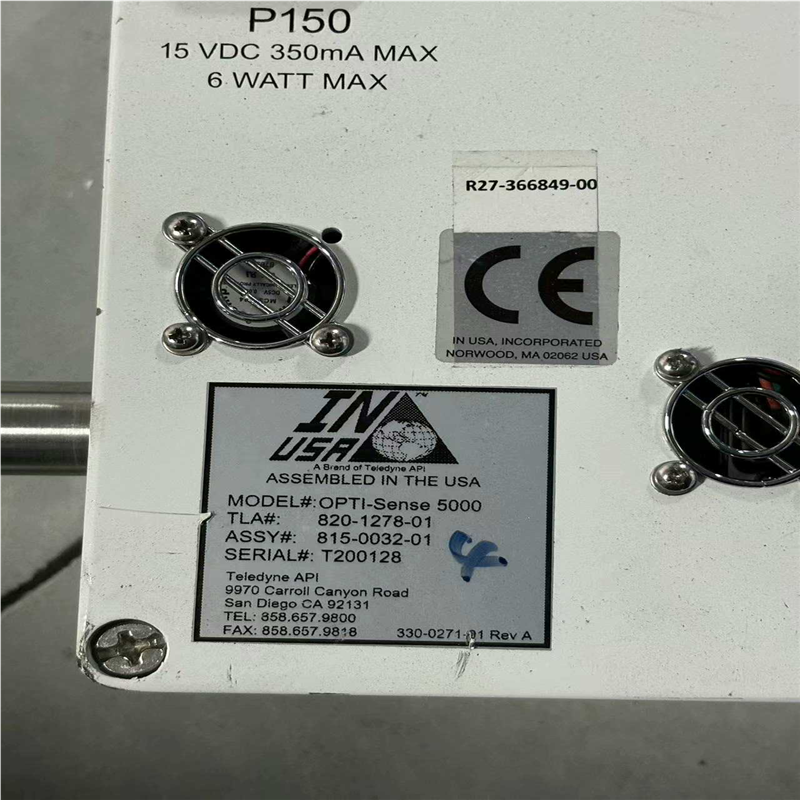 P150
15 VDC 350mA MAX
6 WATT MAX
R27-366849-00
CE
IN USA, INCORPORATED
NORWOOD, MA 02062 USA
IN USA ™
A Brend of Teledyne API
ASSEMBLED IN THE USA
MODEL#: OPTI-Sense 5000
TLA#: 820-1278-01
ASSY#: 815-0032-01
SERIAL#: T200128
Teledyne API
9970 Carroll Canyon Road
San Diego CA 92131
TEL: 858.657.9800
FAX: 858.657.9818
330-0271-01 Rev A